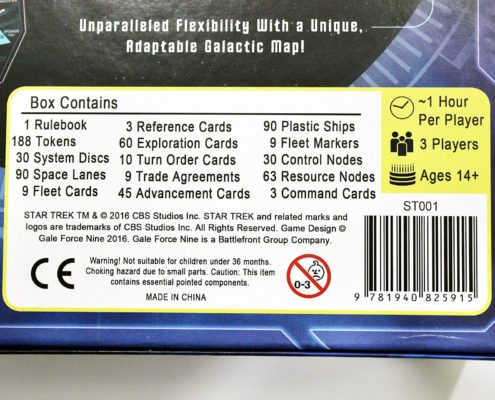 UPGRADE
Unparalleled Flexibility With a Unique,
Adaptable Galactic Map!
Box Contains
1 Rulebook
188 Tokens
30 System Discs
90 Space Lanes
9 Fleet Cards
3 Reference Cards
60 Exploration Cards
10 Turn Order Cards
9 Trade Agreements
45 Advancement Cards
90 Plastic Ships
9 Fleet Markers
30 Control Nodes
63 Resource Nodes
3 Command Cards
~1 Hour
Per Player
3 Players
Ages 14+
STAR TREK TM & © 2016 CBS Studios Inc. STAR TREK and related marks and
logos are trademarks of CBS Studios Inc. All Rights Reserved. Game Design ©
Gale Force Nine 2016. Gale Force Nine is a Battlefront Group Company.
CE
Warning! Not suitable for children under 36 months.
Choking hazard due to small parts. Caution: This item
contains essential pointed components.
MADE IN CHINA
0-3
ST001
9 781940 825915